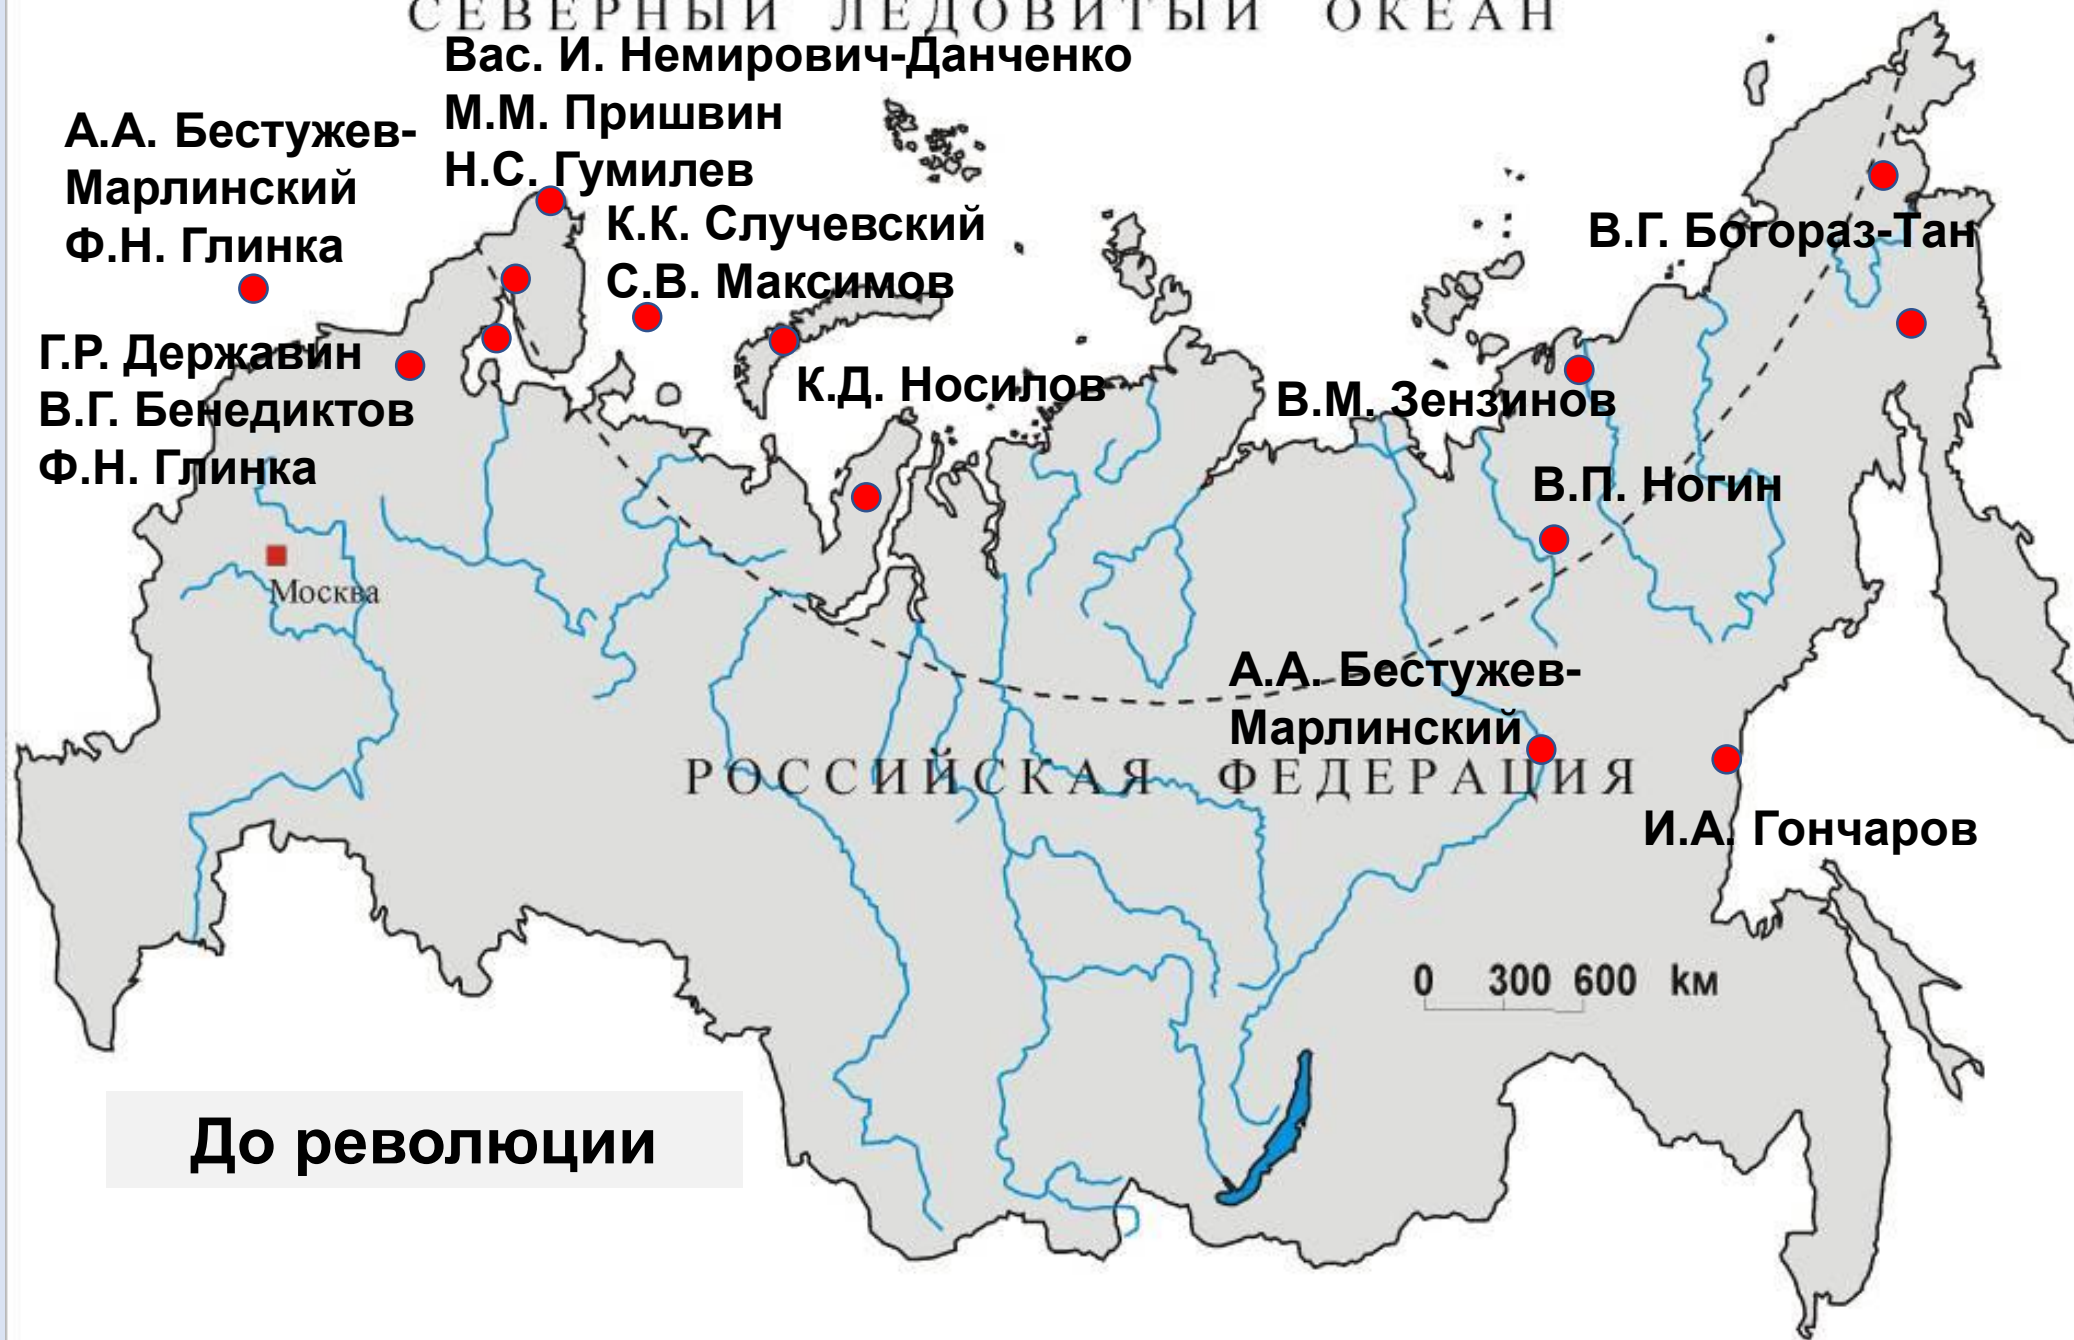 СЕВЕРНЫЙ ЛЕДОВИТЫЙ ОКЕАН
Вас. И. Немирович-Данченко
М.М. Пришвин
Н.С. Гумилев
А.А. Бестужев-
Марлинский
Ф.Н. Глинка
К.К. Случевский
С.В. Максимов
В.Г. Богораз-Тан
Г.Р. Державин
В.Г. Бенедиктов
Ф.Н. Глинка
К.Д. Носилов
В.М. Зензинов
В.П. Ногин
Москва
А.А. Бестужев-
Марлинский
РОССИЙСКАЯ ФЕДЕРАЦИЯ
И.А. Гончаров
0 300 600 км
До революции